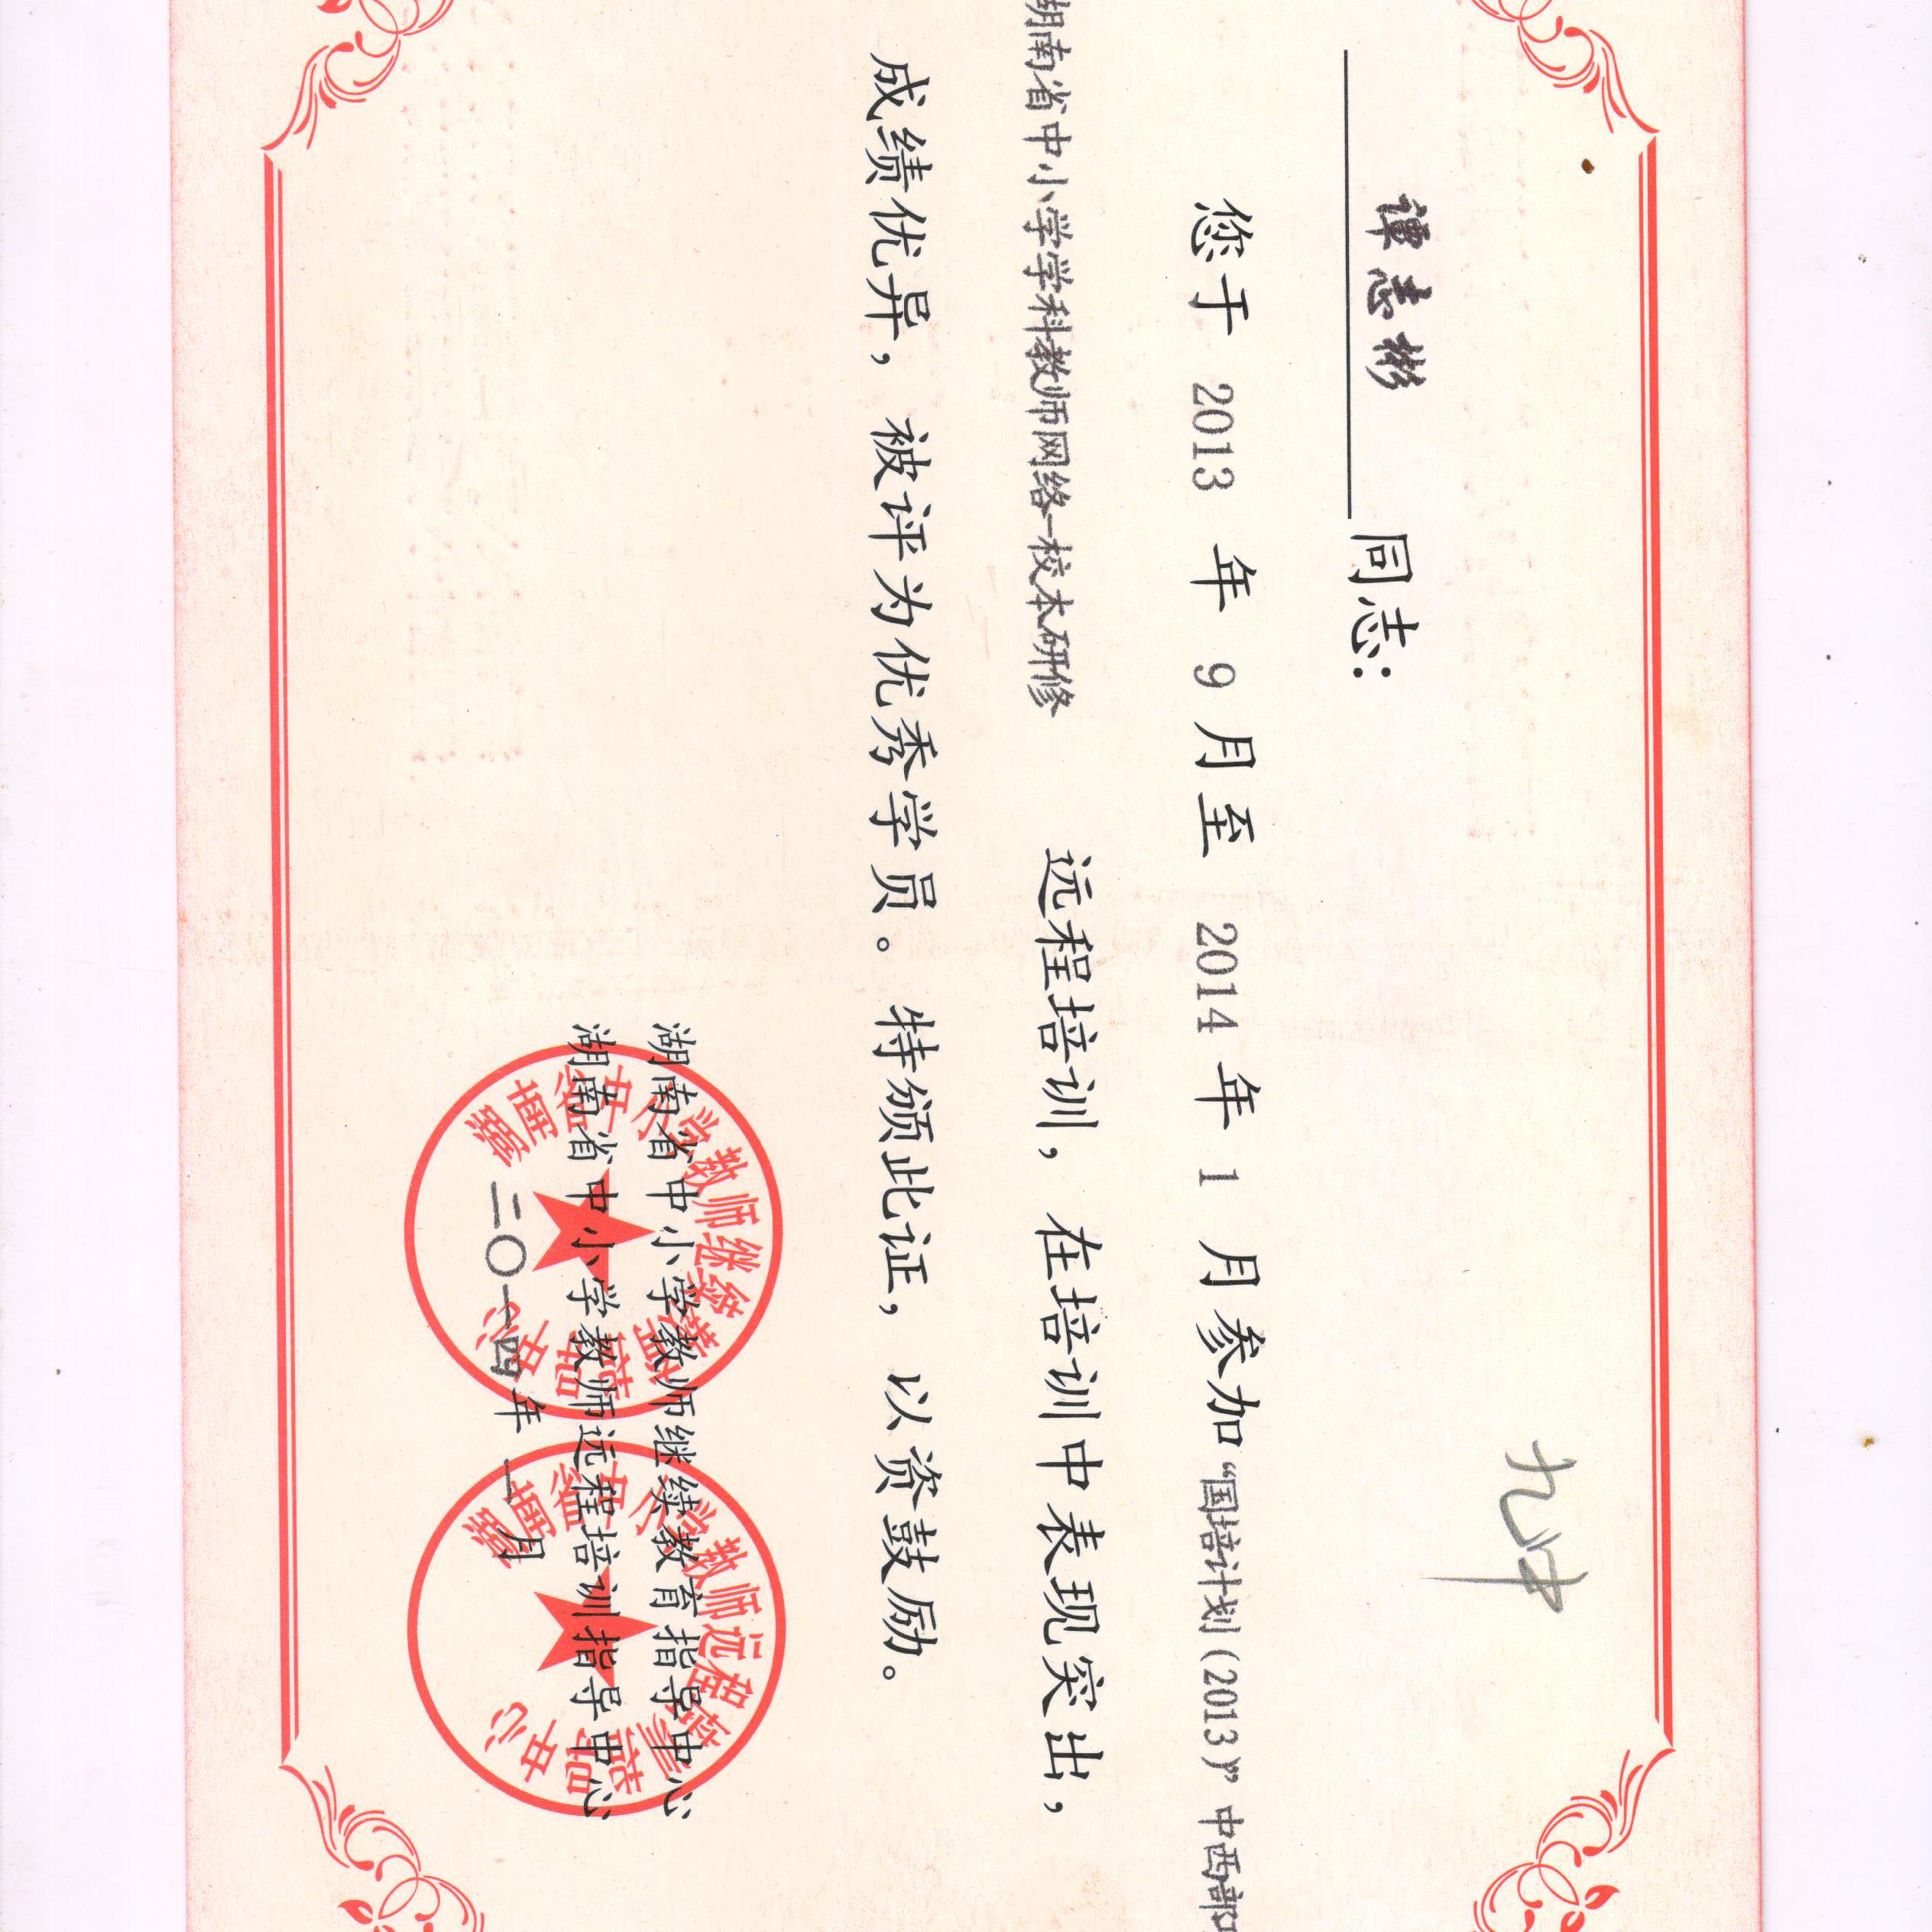 九中
谭志彬 同志:
您于 2013 年 9 月至 2014 年 1 月参加“国培计划(2013)” 中西部
湖南省中小学学科教师网络—校本研修 远程培训, 在培训中表现突出,
成绩优异, 被评为优秀学员。特颁此证, 以资鼓励。
湖南省中小学教师继续教育指导中心
湖南省中小学教师远程培训指导中心
二〇一四年 一 月
湖南省中小学教师继续教育指导中心
湖南省中小学教师远程培训指导中心